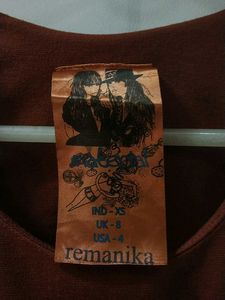 IND - XS
UK - 8
USA - 4
remanika